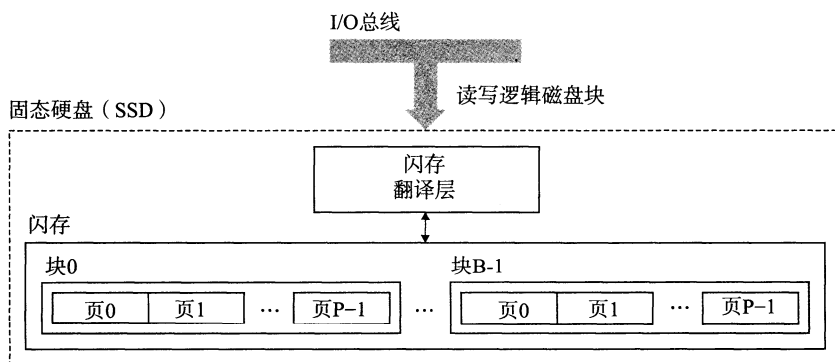 I/O总线
读写逻辑磁盘块
固态硬盘（SSD）
闪存
翻译层
闪存
块0 块B-1
页0 页1 … 页P-1 … 页0 页1 … 页P-1